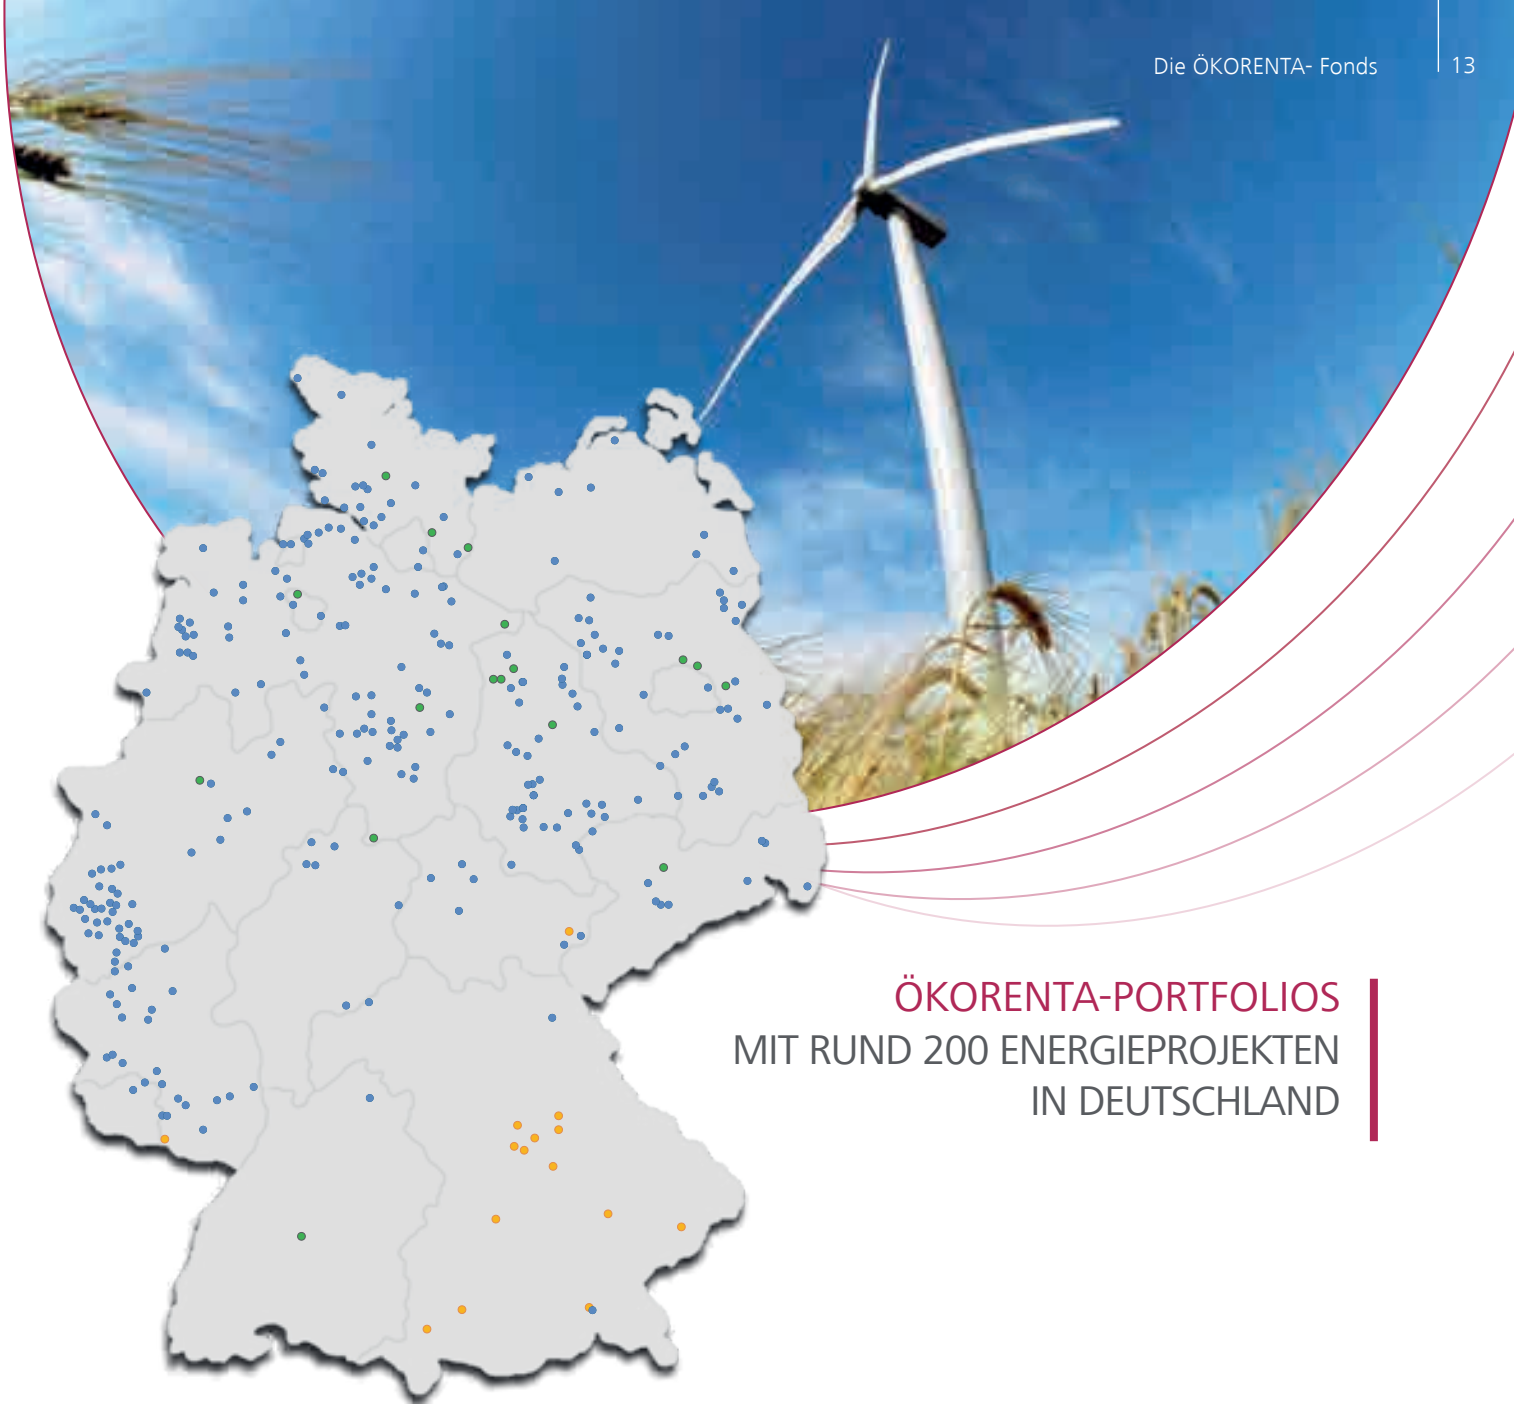 Die ÖKORENTA- Fonds
13
ÖKORENTA-PORTFOLIOS
MIT RUND 200 ENERGIEPROJEKTEN
IN DEUTSCHLAND